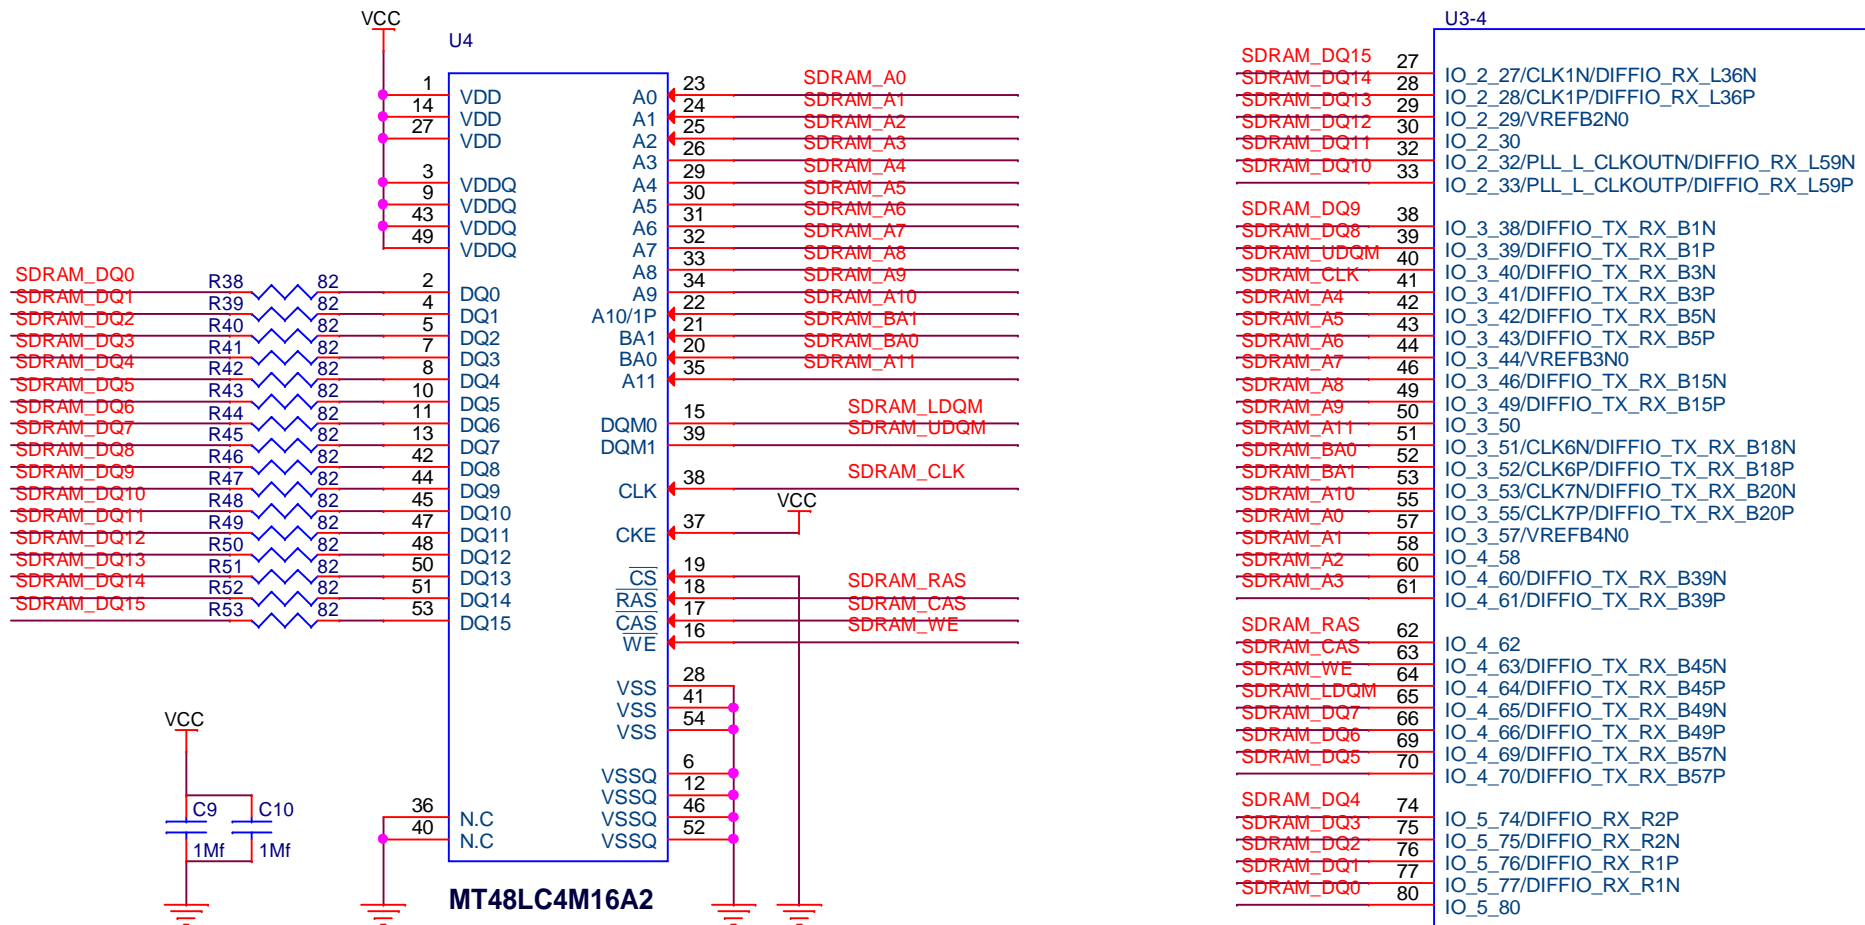 VCC
U4
1 VDD
14 VDD
27 VDD
3 VDDQ
9 VDDQ
43 VDDQ
49 VDDQ
SDRAM_DQ0 R38 82 2 DQ0
SDRAM_DQ1 R39 82 4 DQ1
SDRAM_DQ2 R40 82 5 DQ2
SDRAM_DQ3 R41 82 7 DQ3
SDRAM_DQ4 R42 82 8 DQ4
SDRAM_DQ5 R43 82 10 DQ5
SDRAM_DQ6 R44 82 11 DQ6
SDRAM_DQ7 R45 82 13 DQ7
SDRAM_DQ8 R46 82 42 DQ8
SDRAM_DQ9 R47 82 44 DQ9
SDRAM_DQ10 R48 82 45 DQ10
SDRAM_DQ11 R49 82 47 DQ11
SDRAM_DQ12 R50 82 48 DQ12
SDRAM_DQ13 R51 82 50 DQ13
SDRAM_DQ14 R52 82 51 DQ14
SDRAM_DQ15 R53 82 53 DQ15
36 N.C
40 N.C
VCC
C9 C10
1Mf 1Mf
MT48LC4M16A2
A0 23 SDRAM_A0
A1 24 SDRAM_A1
A2 25 SDRAM_A2
A3 26 SDRAM_A3
A4 29 SDRAM_A4
A5 30 SDRAM_A5
A6 31 SDRAM_A6
A7 32 SDRAM_A7
A8 33 SDRAM_A8
A9 34 SDRAM_A9
A10/1P 22 SDRAM_A10
BA1 21 SDRAM_BA1
BA0 20 SDRAM_BA0
A11 35 SDRAM_A11
DQM0 15 SDRAM_LDQM
DQM1 39 SDRAM_UDQM
CLK 38 SDRAM_CLK
VCC
CKE 37
CS 19
RAS 18 SDRAM_RAS
CAS 17 SDRAM_CAS
WE 16 SDRAM_WE
VSS 28
VSS 41
VSS 54
VSSQ 6
VSSQ 12
VSSQ 46
VSSQ 52
U3-4
SDRAM_DQ15 27 IO_2_27/CLK1N/DIFFIO_RX_L36N
SDRAM_DQ14 28 IO_2_28/CLK1P/DIFFIO_RX_L36P
SDRAM_DQ13 29 IO_2_29/VREFB2N0
SDRAM_DQ12 30 IO_2_30
SDRAM_DQ11 32 IO_2_32/PLL_L_CLKOUTN/DIFFIO_RX_L59N
SDRAM_DQ10 33 IO_2_33/PLL_L_CLKOUTP/DIFFIO_RX_L59P
SDRAM_DQ9 38 IO_3_38/DIFFIO_TX_RX_B1N
SDRAM_DQ8 39 IO_3_39/DIFFIO_TX_RX_B1P
SDRAM_UDQM 40 IO_3_40/DIFFIO_TX_RX_B3N
SDRAM_CLK 41 IO_3_41/DIFFIO_TX_RX_B3P
SDRAM_A4 42 IO_3_42/DIFFIO_TX_RX_B5N
SDRAM_A5 43 IO_3_43/DIFFIO_TX_RX_B5P
SDRAM_A6 44 IO_3_44/VREFB3N0
SDRAM_A7 46 IO_3_46/DIFFIO_TX_RX_B15N
SDRAM_A8 49 IO_3_49/DIFFIO_TX_RX_B15P
SDRAM_A9 50 IO_3_50
SDRAM_A11 51 IO_3_51/CLK6N/DIFFIO_TX_RX_B18N
SDRAM_BA0 52 IO_3_52/CLK6P/DIFFIO_TX_RX_B18P
SDRAM_BA1 53 IO_3_53/CLK7N/DIFFIO_TX_RX_B20N
SDRAM_A10 55 IO_3_55/CLK7P/DIFFIO_TX_RX_B20P
SDRAM_A0 57 IO_3_57/VREFB4N0
SDRAM_A1 58 IO_4_58
SDRAM_A2 60 IO_4_60/DIFFIO_TX_RX_B39N
SDRAM_A3 61 IO_4_61/DIFFIO_TX_RX_B39P
SDRAM_RAS 62 IO_4_62
SDRAM_CAS 63 IO_4_63/DIFFIO_TX_RX_B45N
SDRAM_WE 64 IO_4_64/DIFFIO_TX_RX_B45P
SDRAM_LDQM 65 IO_4_65/DIFFIO_TX_RX_B49N
SDRAM_DQ7 66 IO_4_66/DIFFIO_TX_RX_B49P
SDRAM_DQ6 69 IO_4_69/DIFFIO_TX_RX_B57N
SDRAM_DQ5 70 IO_4_70/DIFFIO_TX_RX_B57P
SDRAM_DQ4 74 IO_5_74/DIFFIO_RX_R2P
SDRAM_DQ3 75 IO_5_75/DIFFIO_RX_R2N
SDRAM_DQ2 76 IO_5_76/DIFFIO_RX_R1P
SDRAM_DQ1 77 IO_5_77/DIFFIO_RX_R1N
SDRAM_DQ0 80 IO_5_80